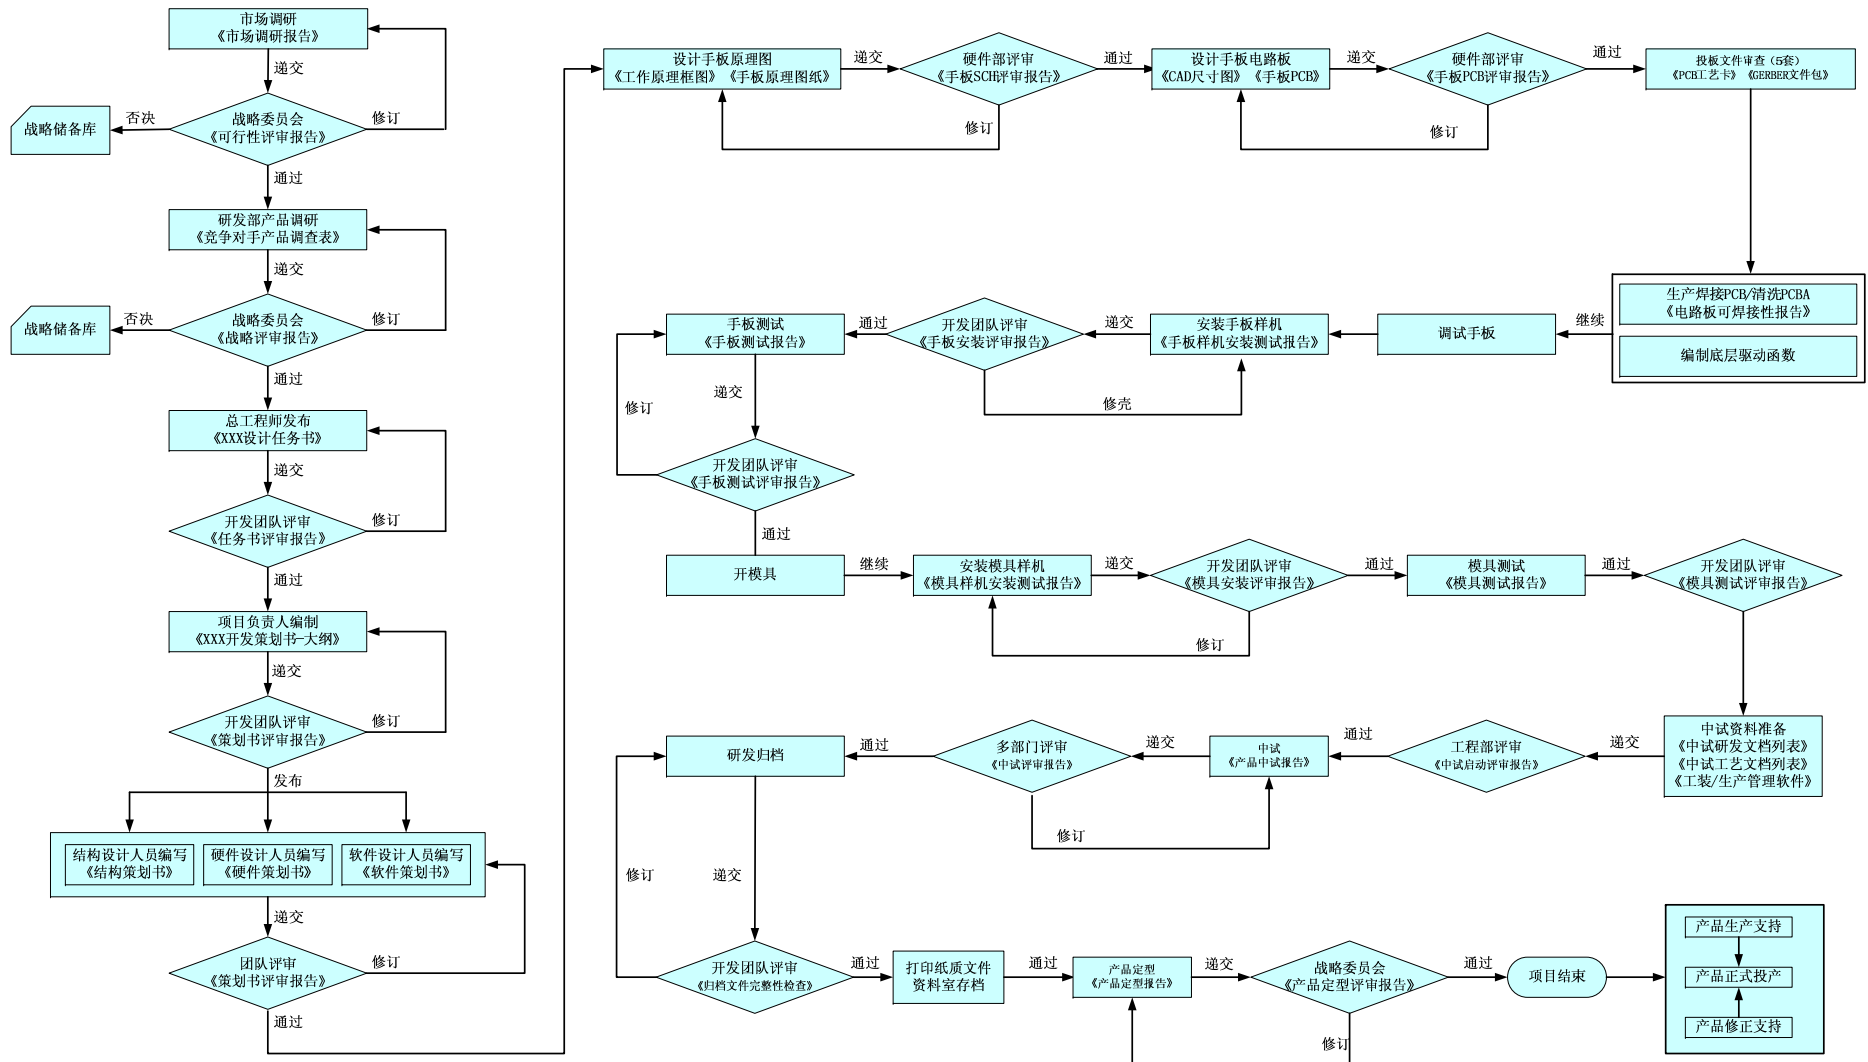 市场调研
《市场调研报告》
递交
战略委员会
《可行性评审报告》
否决
战略储备库
修订
通过
研发部产品调研
《竞争对手产品调查表》
递交
战略委员会
《战略评审报告》
否决
战略储备库
修订
通过
总工程师发布
《XXX设计任务书》
递交
开发团队评审
《任务书评审报告》
修订
通过
项目负责人编制
《XXX开发策划书-大纲》
递交
开发团队评审
《策划书评审报告》
修订
发布
结构设计人员编写
《结构策划书》
硬件设计人员编写
《硬件策划书》
软件设计人员编写
《软件策划书》
递交
团队评审
《策划书评审报告》
修订
通过
设计手板原理图
《工作原理框图》《手板原理图纸》
递交
硬件部评审
《手板SCH评审报告》
修订
通过
设计手板电路板
《CAD尺寸图》《手板PCB》
递交
硬件部评审
《手板PCB评审报告》
修订
通过
投板文件审查（5套）
《PCB工艺卡》《GERBER文件包》
生产焊接PCB/清洗PCBA
《电路板可焊接性报告》
编制底层驱动函数
继续
调试手板
安装手板样机
《手板样机安装测试报告》
递交
开发团队评审
《手板安装评审报告》
修壳
通过
手板测试
《手板测试报告》
递交
修订
开发团队评审
《手板测试评审报告》
通过
开模具
继续
安装模具样机
《模具样机安装测试报告》
递交
开发团队评审
《模具安装评审报告》
修订
通过
模具测试
《模具测试报告》
通过
开发团队评审
《模具测试评审报告》
中试资料准备
《中试研发文档列表》
《中试工艺文档列表》
《工装/生产管理软件》
递交
工程部评审
《中试启动评审报告》
通过
中试
《产品中试报告》
递交
多部门评审
《中试评审报告》
修订
通过
研发归档
递交
修订
开发团队评审
《归档文件完整性检查》
通过
打印纸质文件
资料室存档
通过
产品定型
《产品定型报告》
递交
战略委员会
《产品定型评审报告》
修订
通过
项目结束
产品生产支持
产品正式投产
产品修正支持